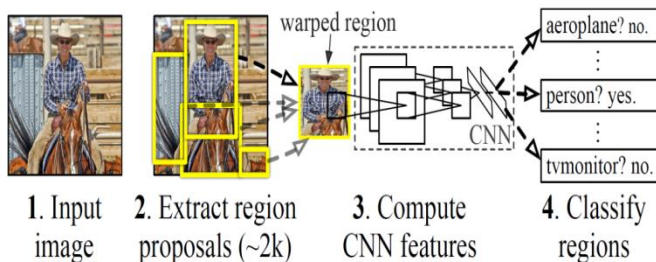 warped region
aeroplane? no.
person? yes.
CNN
tvmonitor? no.
1. Input
image
2. Extract region
proposals (~2k)
3. Compute
CNN features
4. Classify
regions